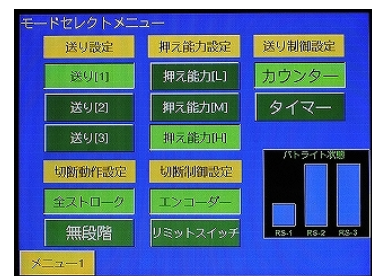 モードセレクトメニュー
送り設定 押え能力設定 送り制御設定
送り[1] 押え能力[L] カウンター
送り[2] 押え能力[M] タイマー
送り[3] 押え能力[H]
パトライト状態
切断動作設定 切断制御設定
全ストローク エンコーダー
無段階 リミットスイッチ
RS-1 RS-2 RS-3
メニュー1